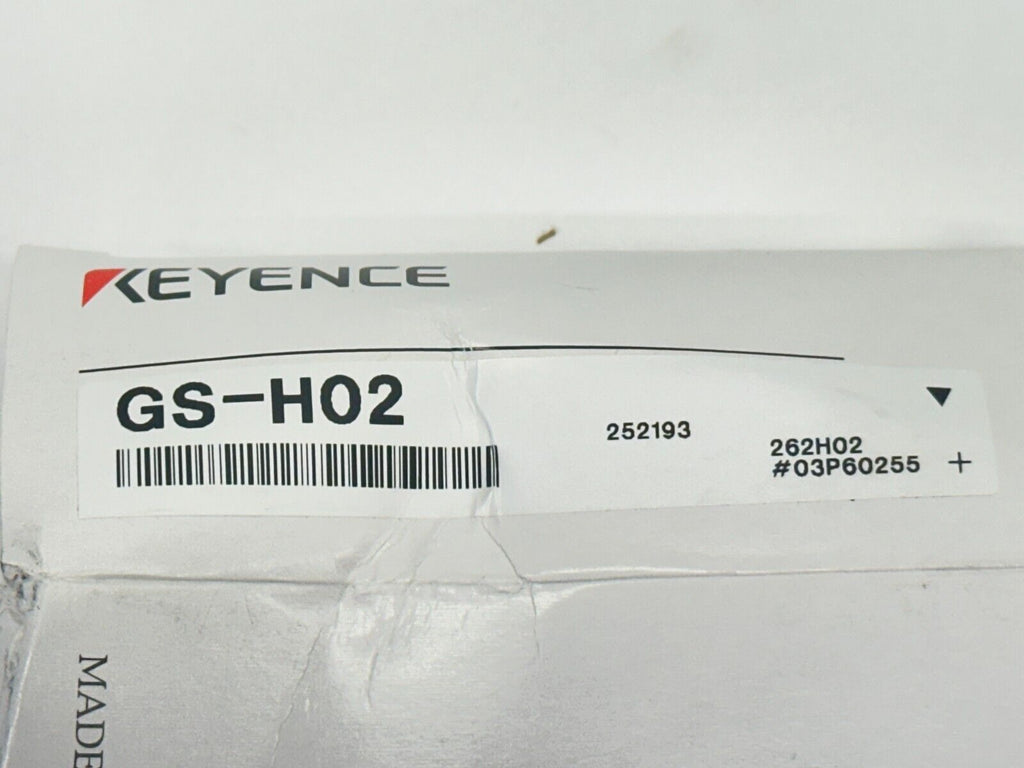 KEYENCE
GS-H02
252193
262H02
#03P60255 +
MADE